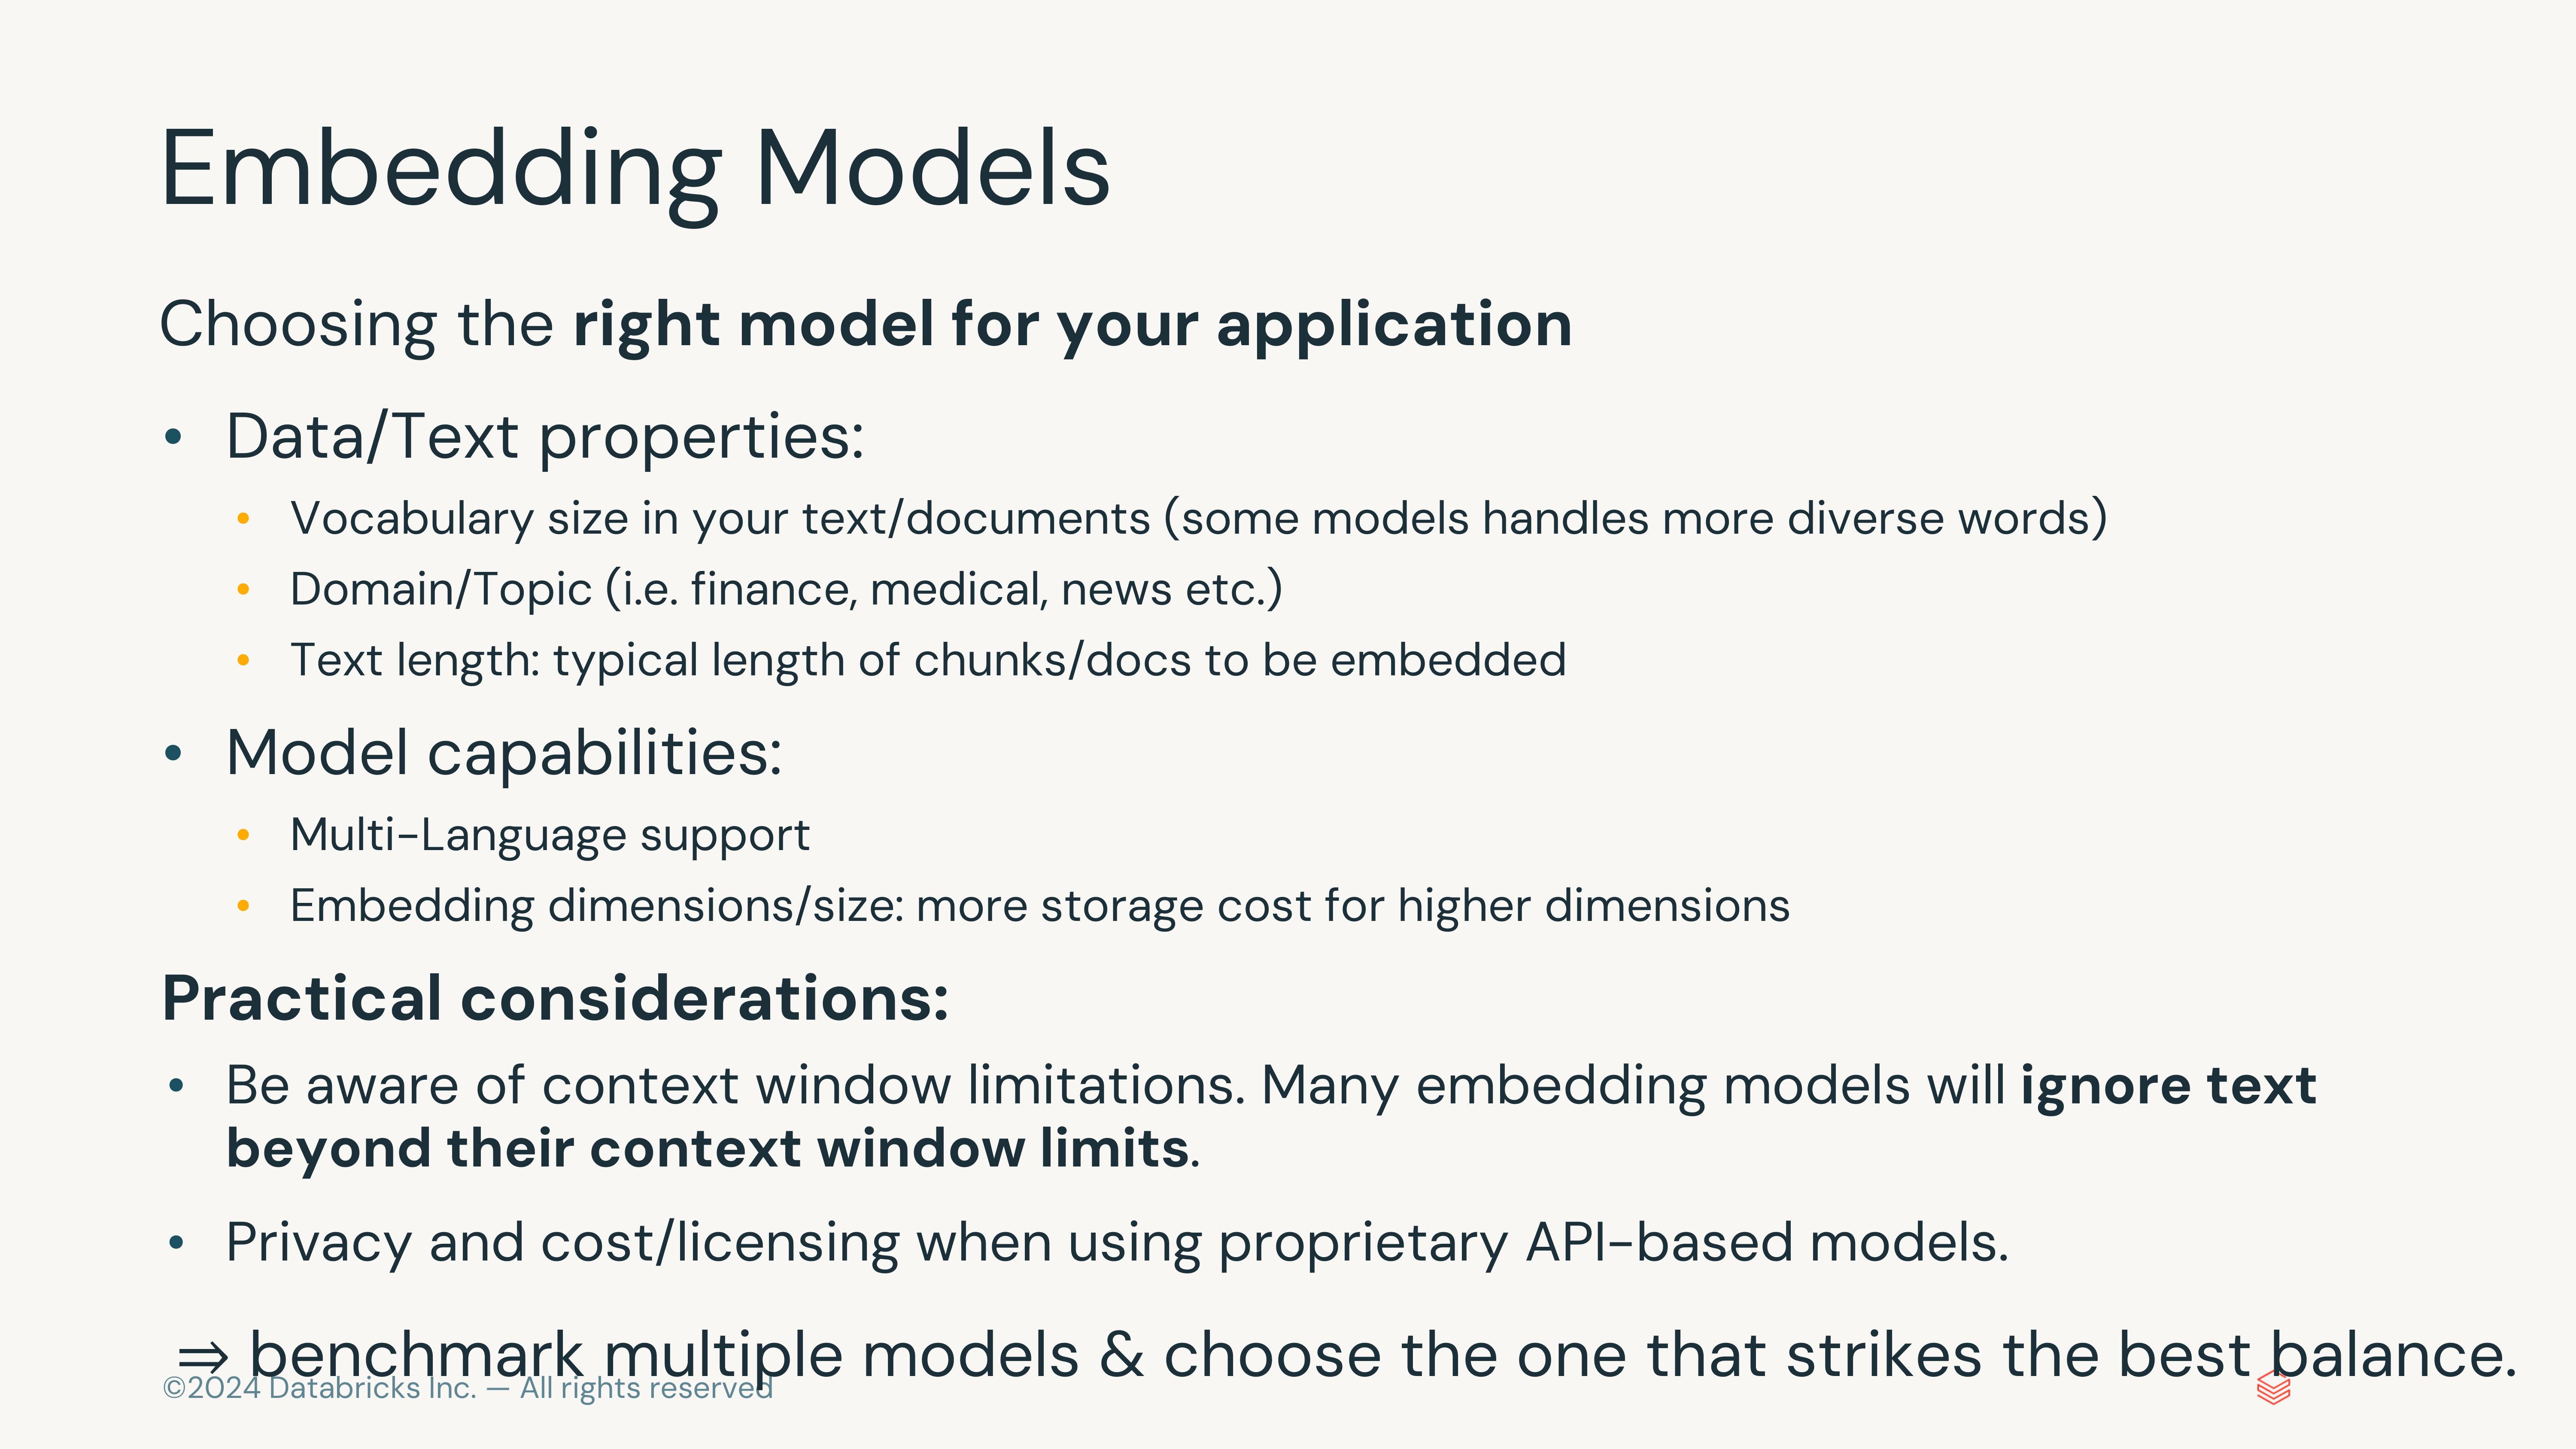 Embedding Models
Choosing the right model for your application
• Data/Text properties:
• Vocabulary size in your text/documents (some models handles more diverse words)
• Domain/Topic (i.e. finance, medical, news etc.)
• Text length: typical length of chunks/docs to be embedded
• Model capabilities:
• Multi-Language support
• Embedding dimensions/size: more storage cost for higher dimensions
Practical considerations:
• Be aware of context window limitations. Many embedding models will ignore text
beyond their context window limits.
• Privacy and cost/licensing when using proprietary API-based models.
⇒ benchmark multiple models & choose the one that strikes the best balance.
©2024 Databricks Inc. — All rights reserved